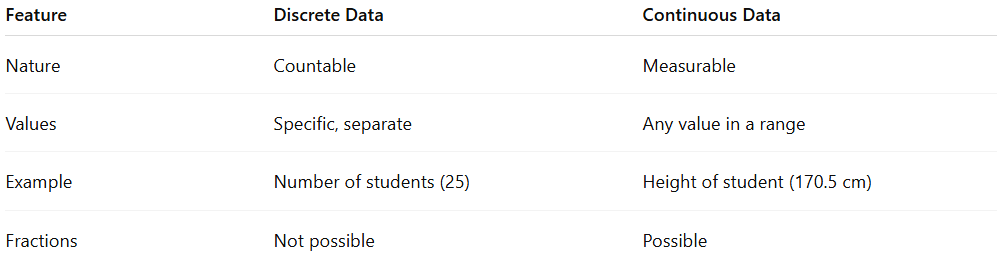 Feature Discrete Data Continuous Data
Nature Countable Measurable
Values Specific, separate Any value in a range
Example Number of students (25) Height of student (170.5 cm)
Fractions Not possible Possible